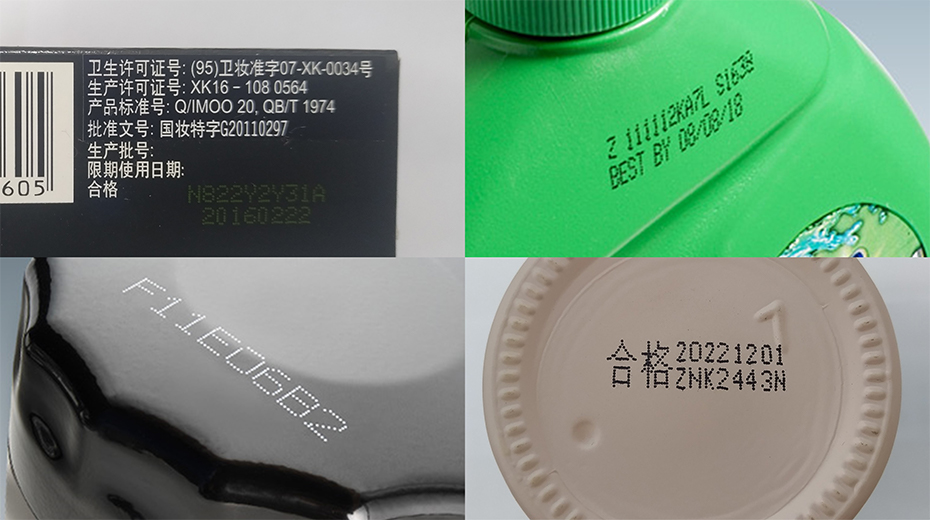 605
卫生许可证号: (95)卫妆准字07-XK-0034号
生产许可证号: XK16-108 0564
产品标准号: Q/IMOO 20, QB/T 1974
批准文号: 国妆特字G20110297
生产批号:
限期使用日期:
合格
N822Y2Y31A
20160222
Z 111112KA7L S1638
BEST BY 08/08/18
F11ED6B2
合格 20221201
ZNK2443N
1